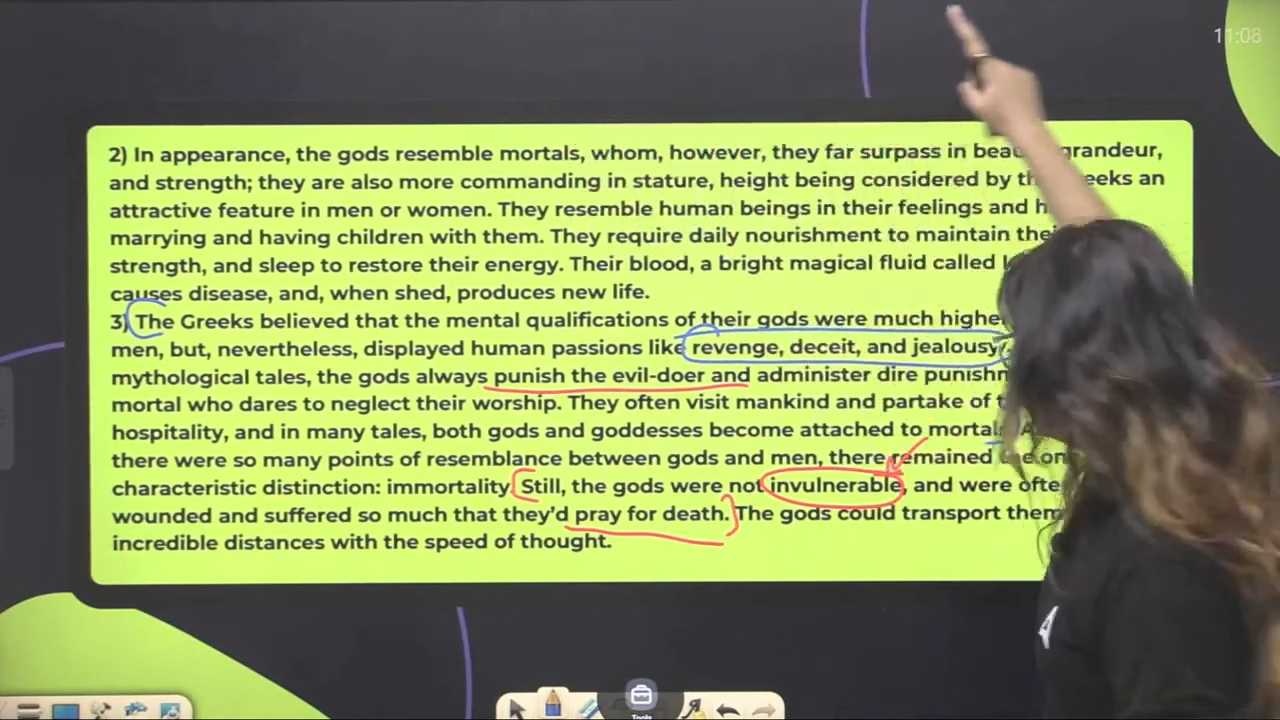 11:08
2) In appearance, the gods resemble mortals, whom, however, they far surpass in grandeur,
and strength; they are also more commanding in stature, height being considered by an
attractive feature in men or women. They resemble human beings in their feelings and
marrying and having children with them. They require daily nourishment to maintain
strength, and sleep to restore their energy. Their blood, a bright magical fluid called
causes disease, and, when shed, produces new life.
3) The Greeks believed that the mental qualifications of their gods were much
men, but, nevertheless, displayed human passions like revenge, deceit, and jealousy
mythological tales, the gods always punish the evil-doer and administer dire
mortal who dares to neglect their worship. They often visit mankind and partake of
hospitality, and in many tales, both gods and goddesses become attached to
there were so many points of resemblance between gods and men, there remained
characteristic distinction: immortality Still, the gods were not invulnerable, and were
wounded and suffered so much that they'd pray for death. The gods could transport
incredible distances with the speed of thought.
Tools